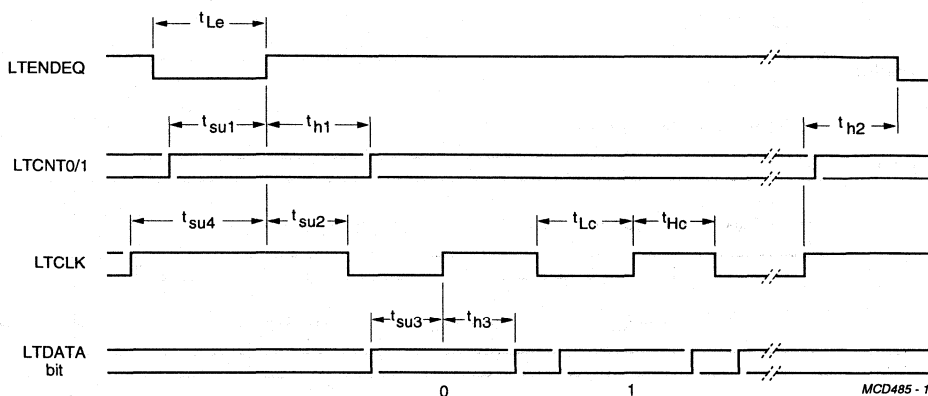 tLe
LTENDEQ
tsu1
th1
th2
LTCNT0/1
tsu4
tsu2
tLc
tHc
LTCLK
tsu3
th3
LTDATA
bit
0
1
MCD485 - 1